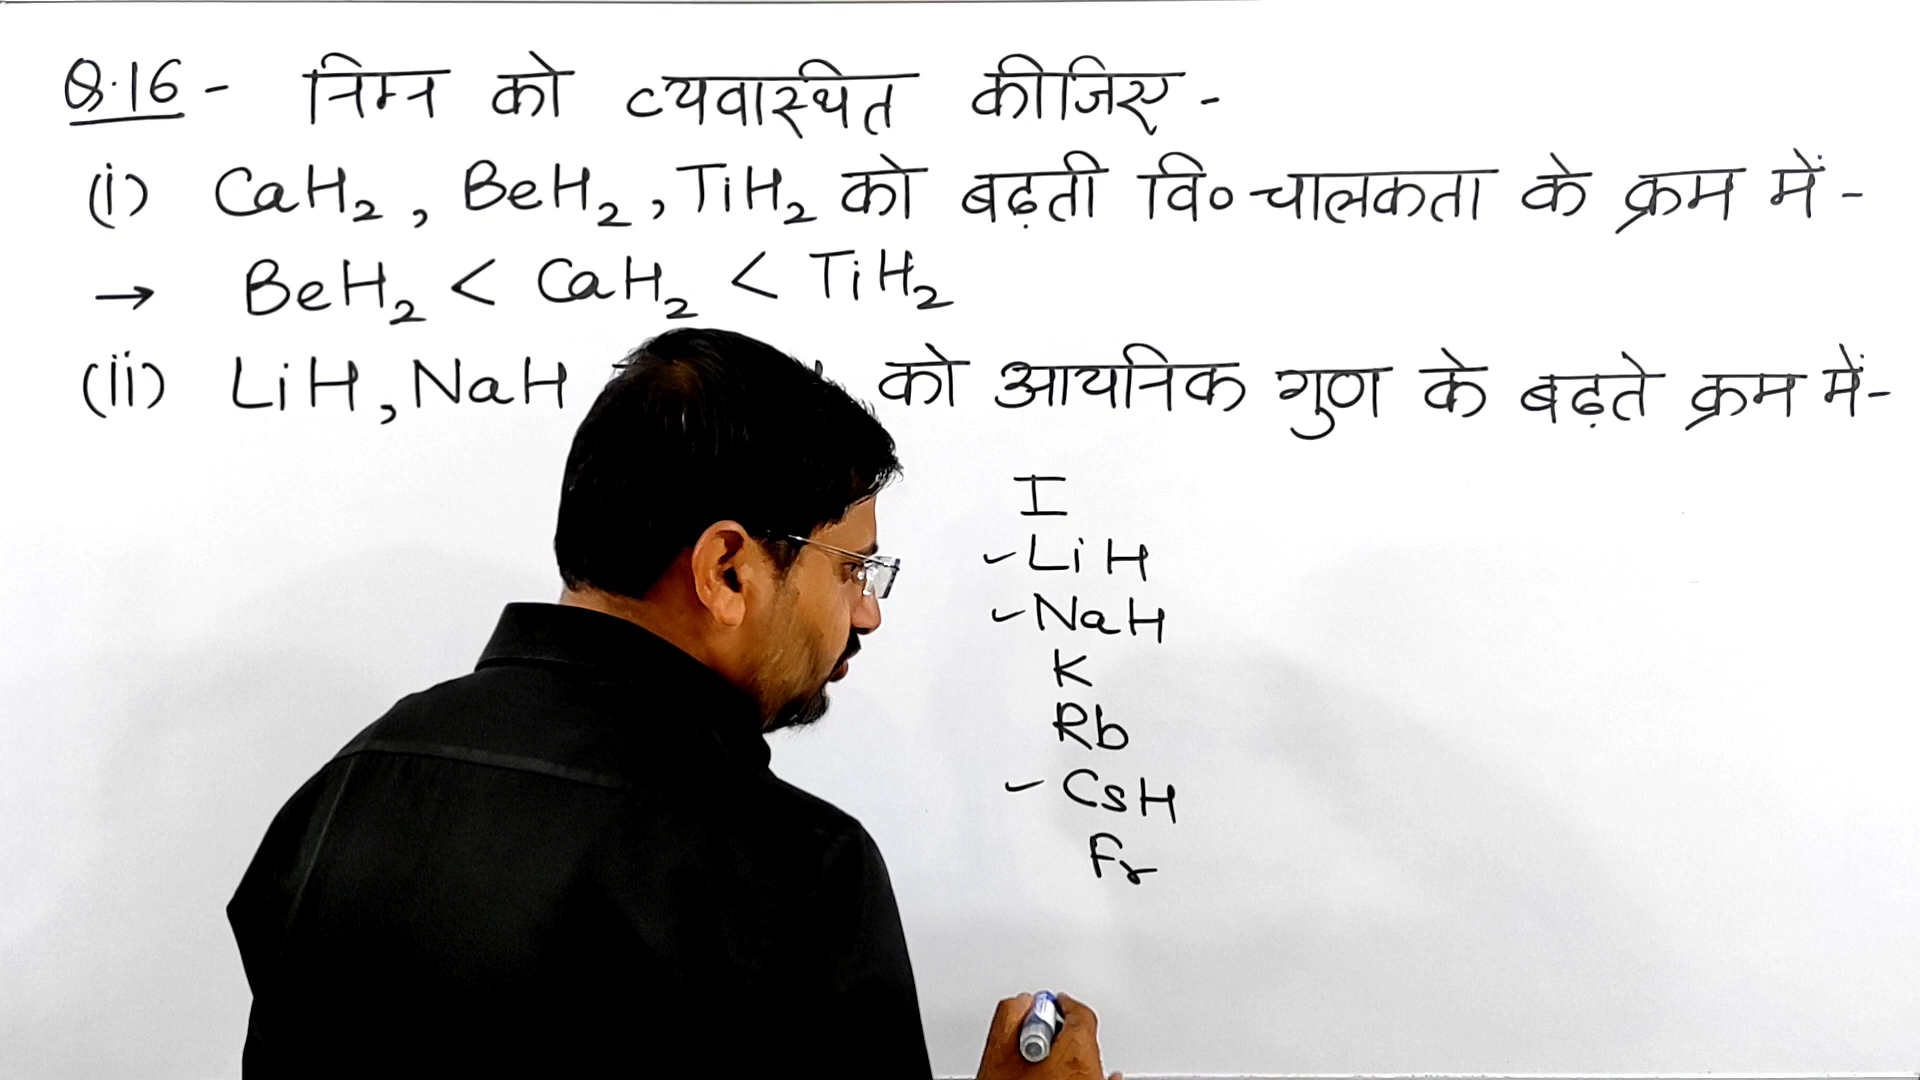 Q.16 - निम्न को व्यवास्थित कीजिए -
(i) CaH₂, BeH₂, TiH₂ को बढ़ती वि० चालकता के क्रम में -
→ BeH₂ < CaH₂ < TiH₂
(ii) LiH, NaH को आयनिक गुण के बढ़ते क्रम में -
I
✓LiH
✓NaH
K
Rb
✓CsH
Fr